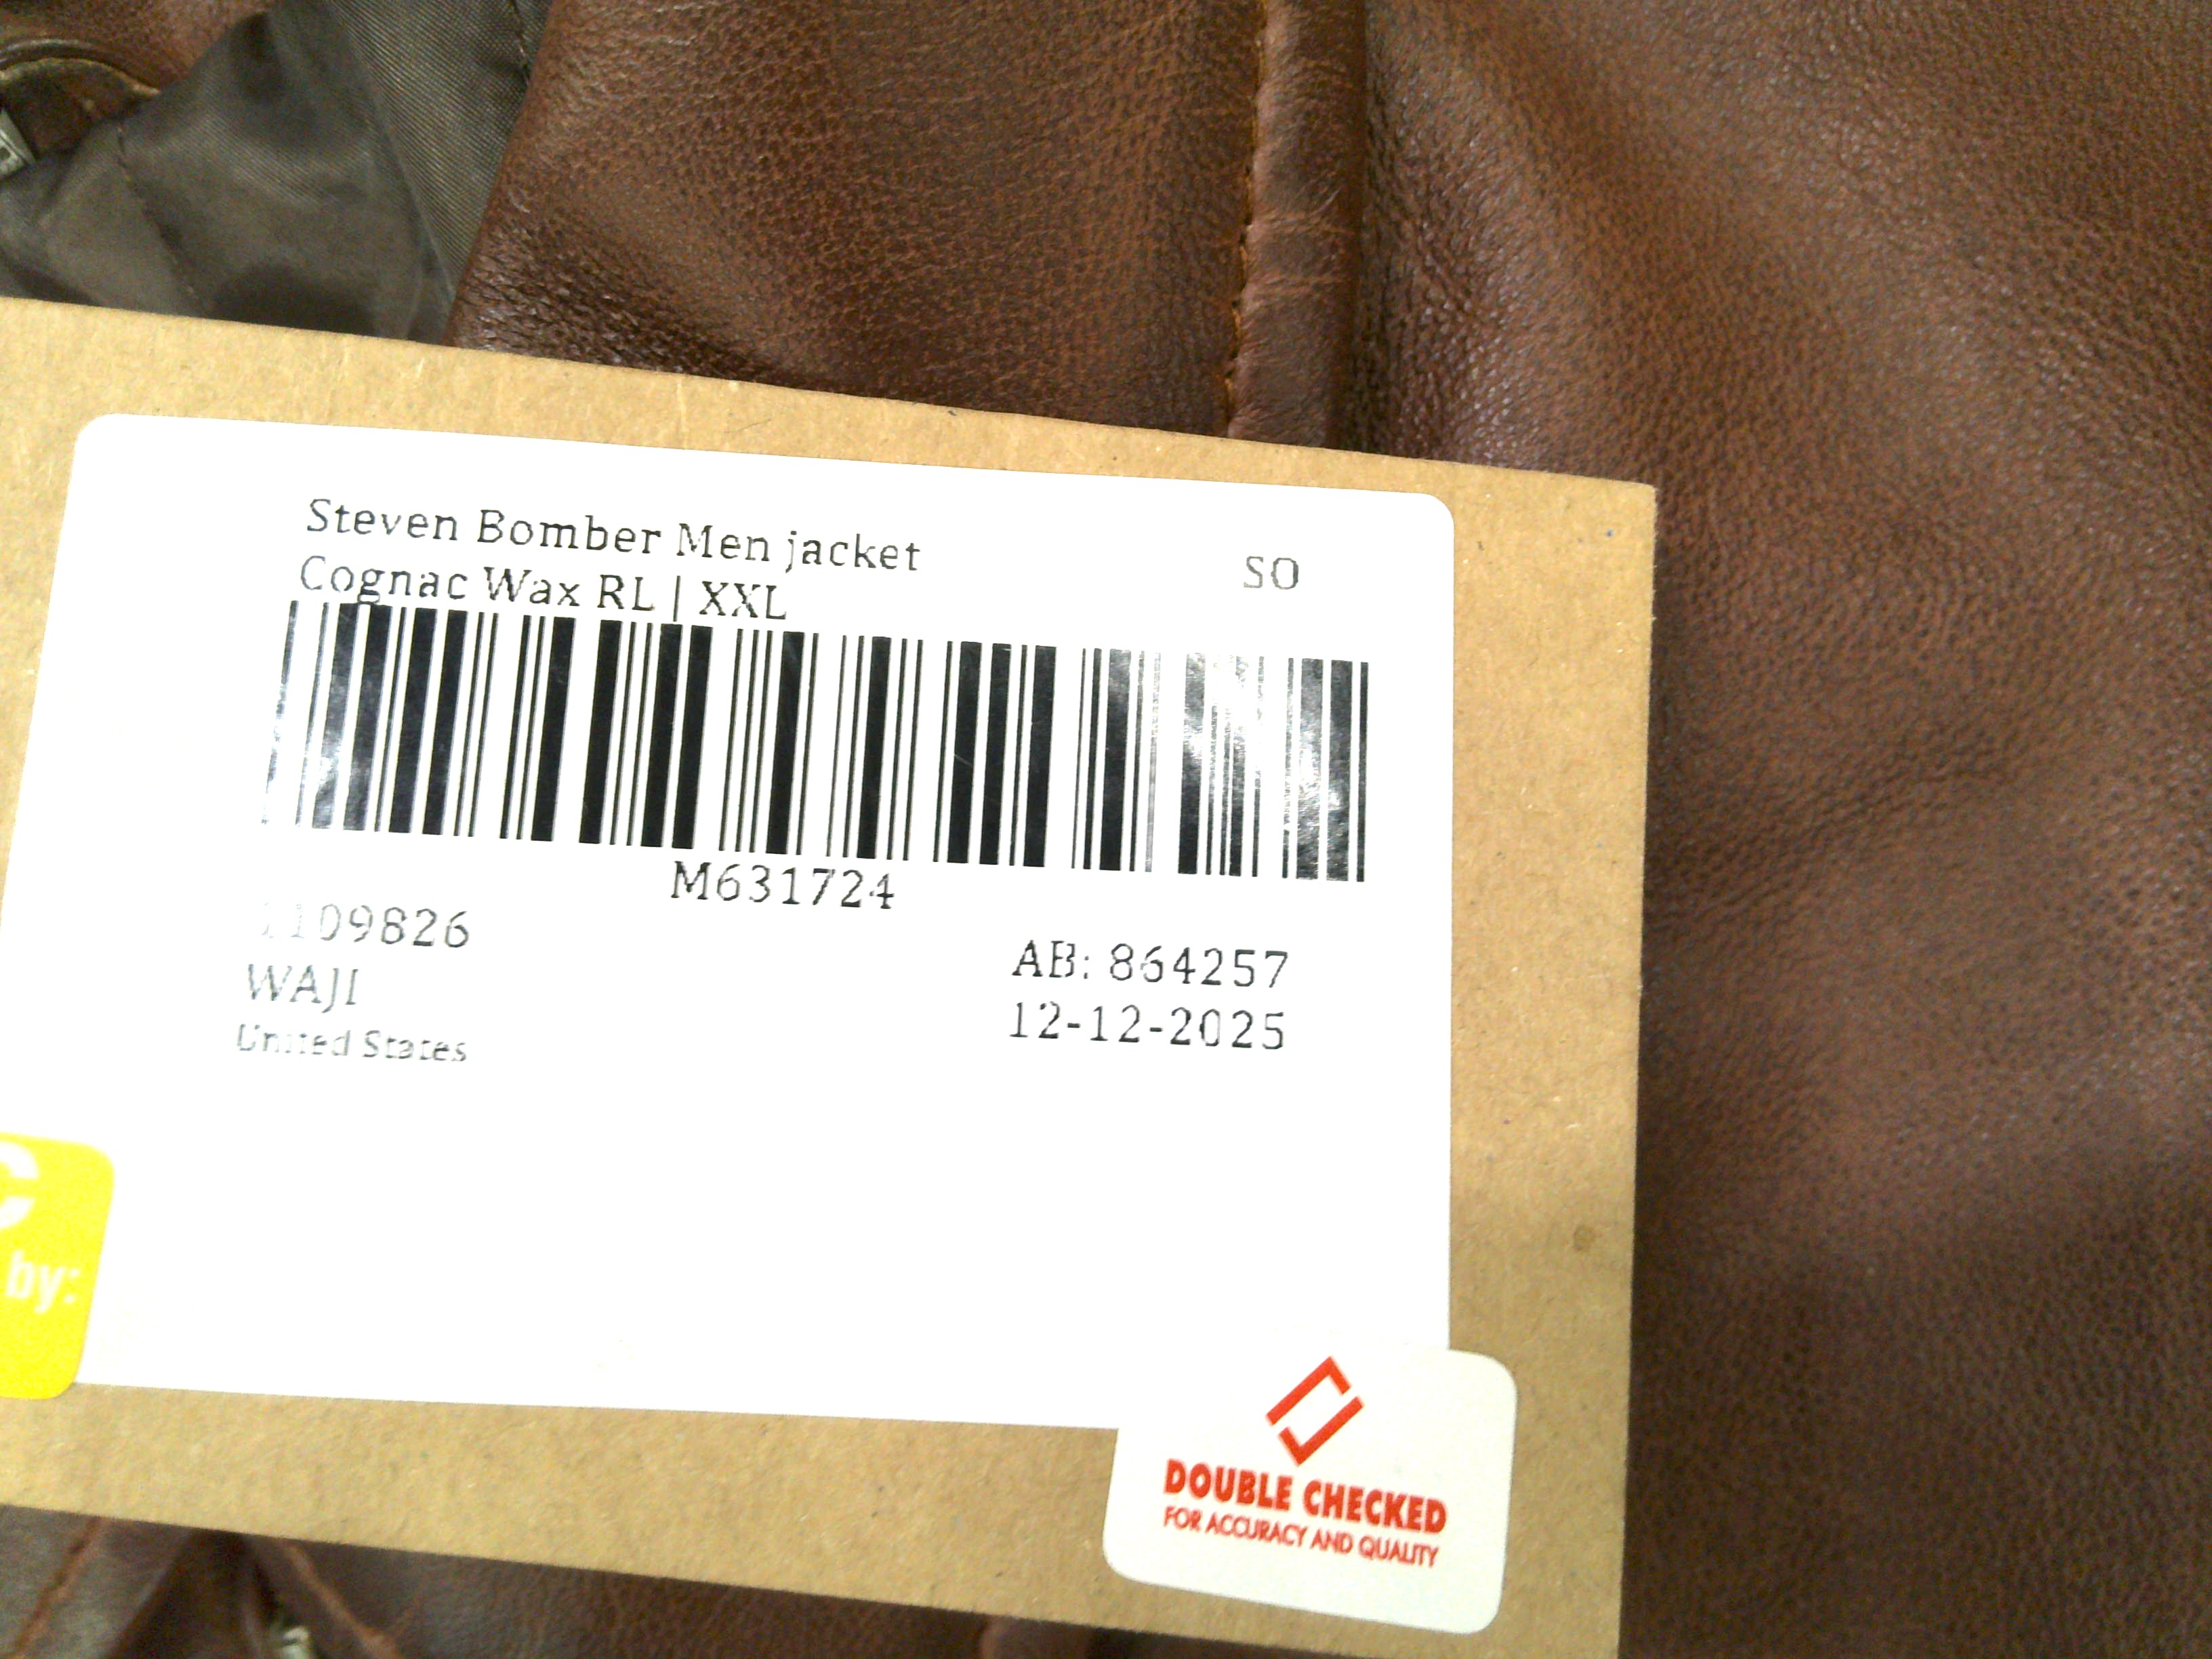 Steven Bomber Men jacket
SO
Cognac Wax RL | XXL
M631724
1109826
WAJI
United States
AB: 864257
12-12-2025
C
by:
DOUBLE CHECKED
FOR ACCURACY AND QUALITY